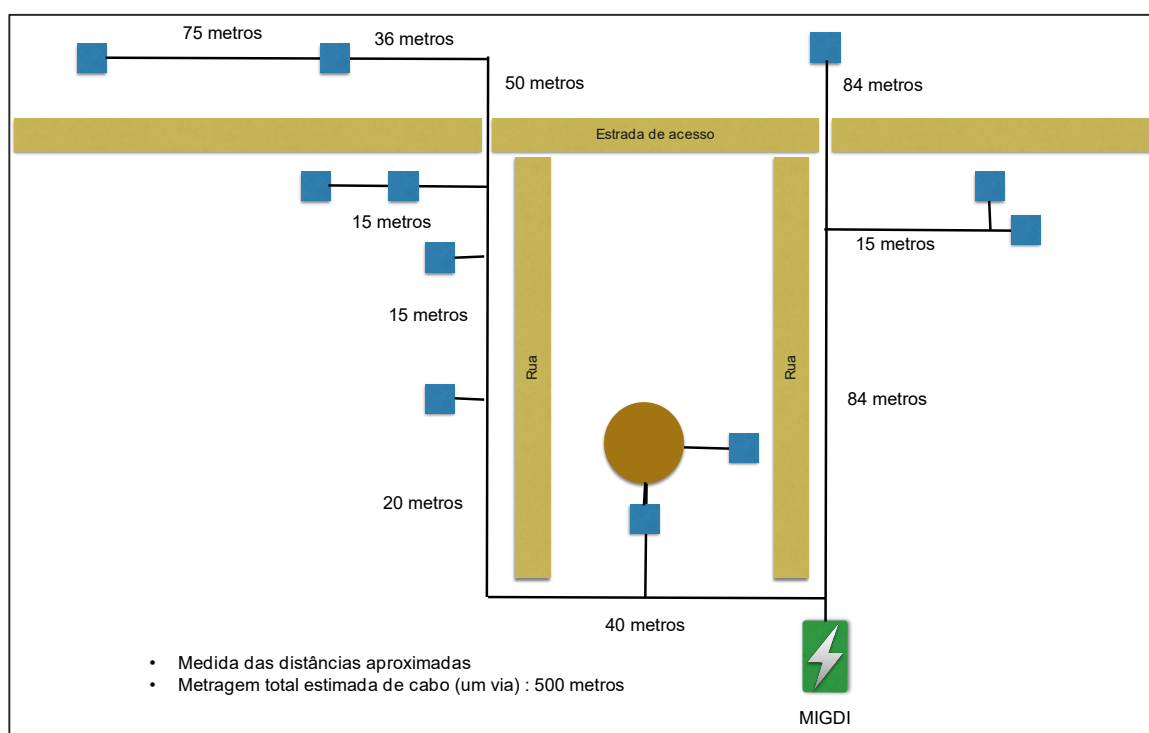 75 metros
36 metros
50 metros
84 metros
Estrada de acesso
15 metros
15 metros
15 metros
Rua
Rua
84 metros
20 metros
40 metros
• Medida das distâncias aproximadas
• Metragem total estimada de cabo (um via) : 500 metros
MIGDI